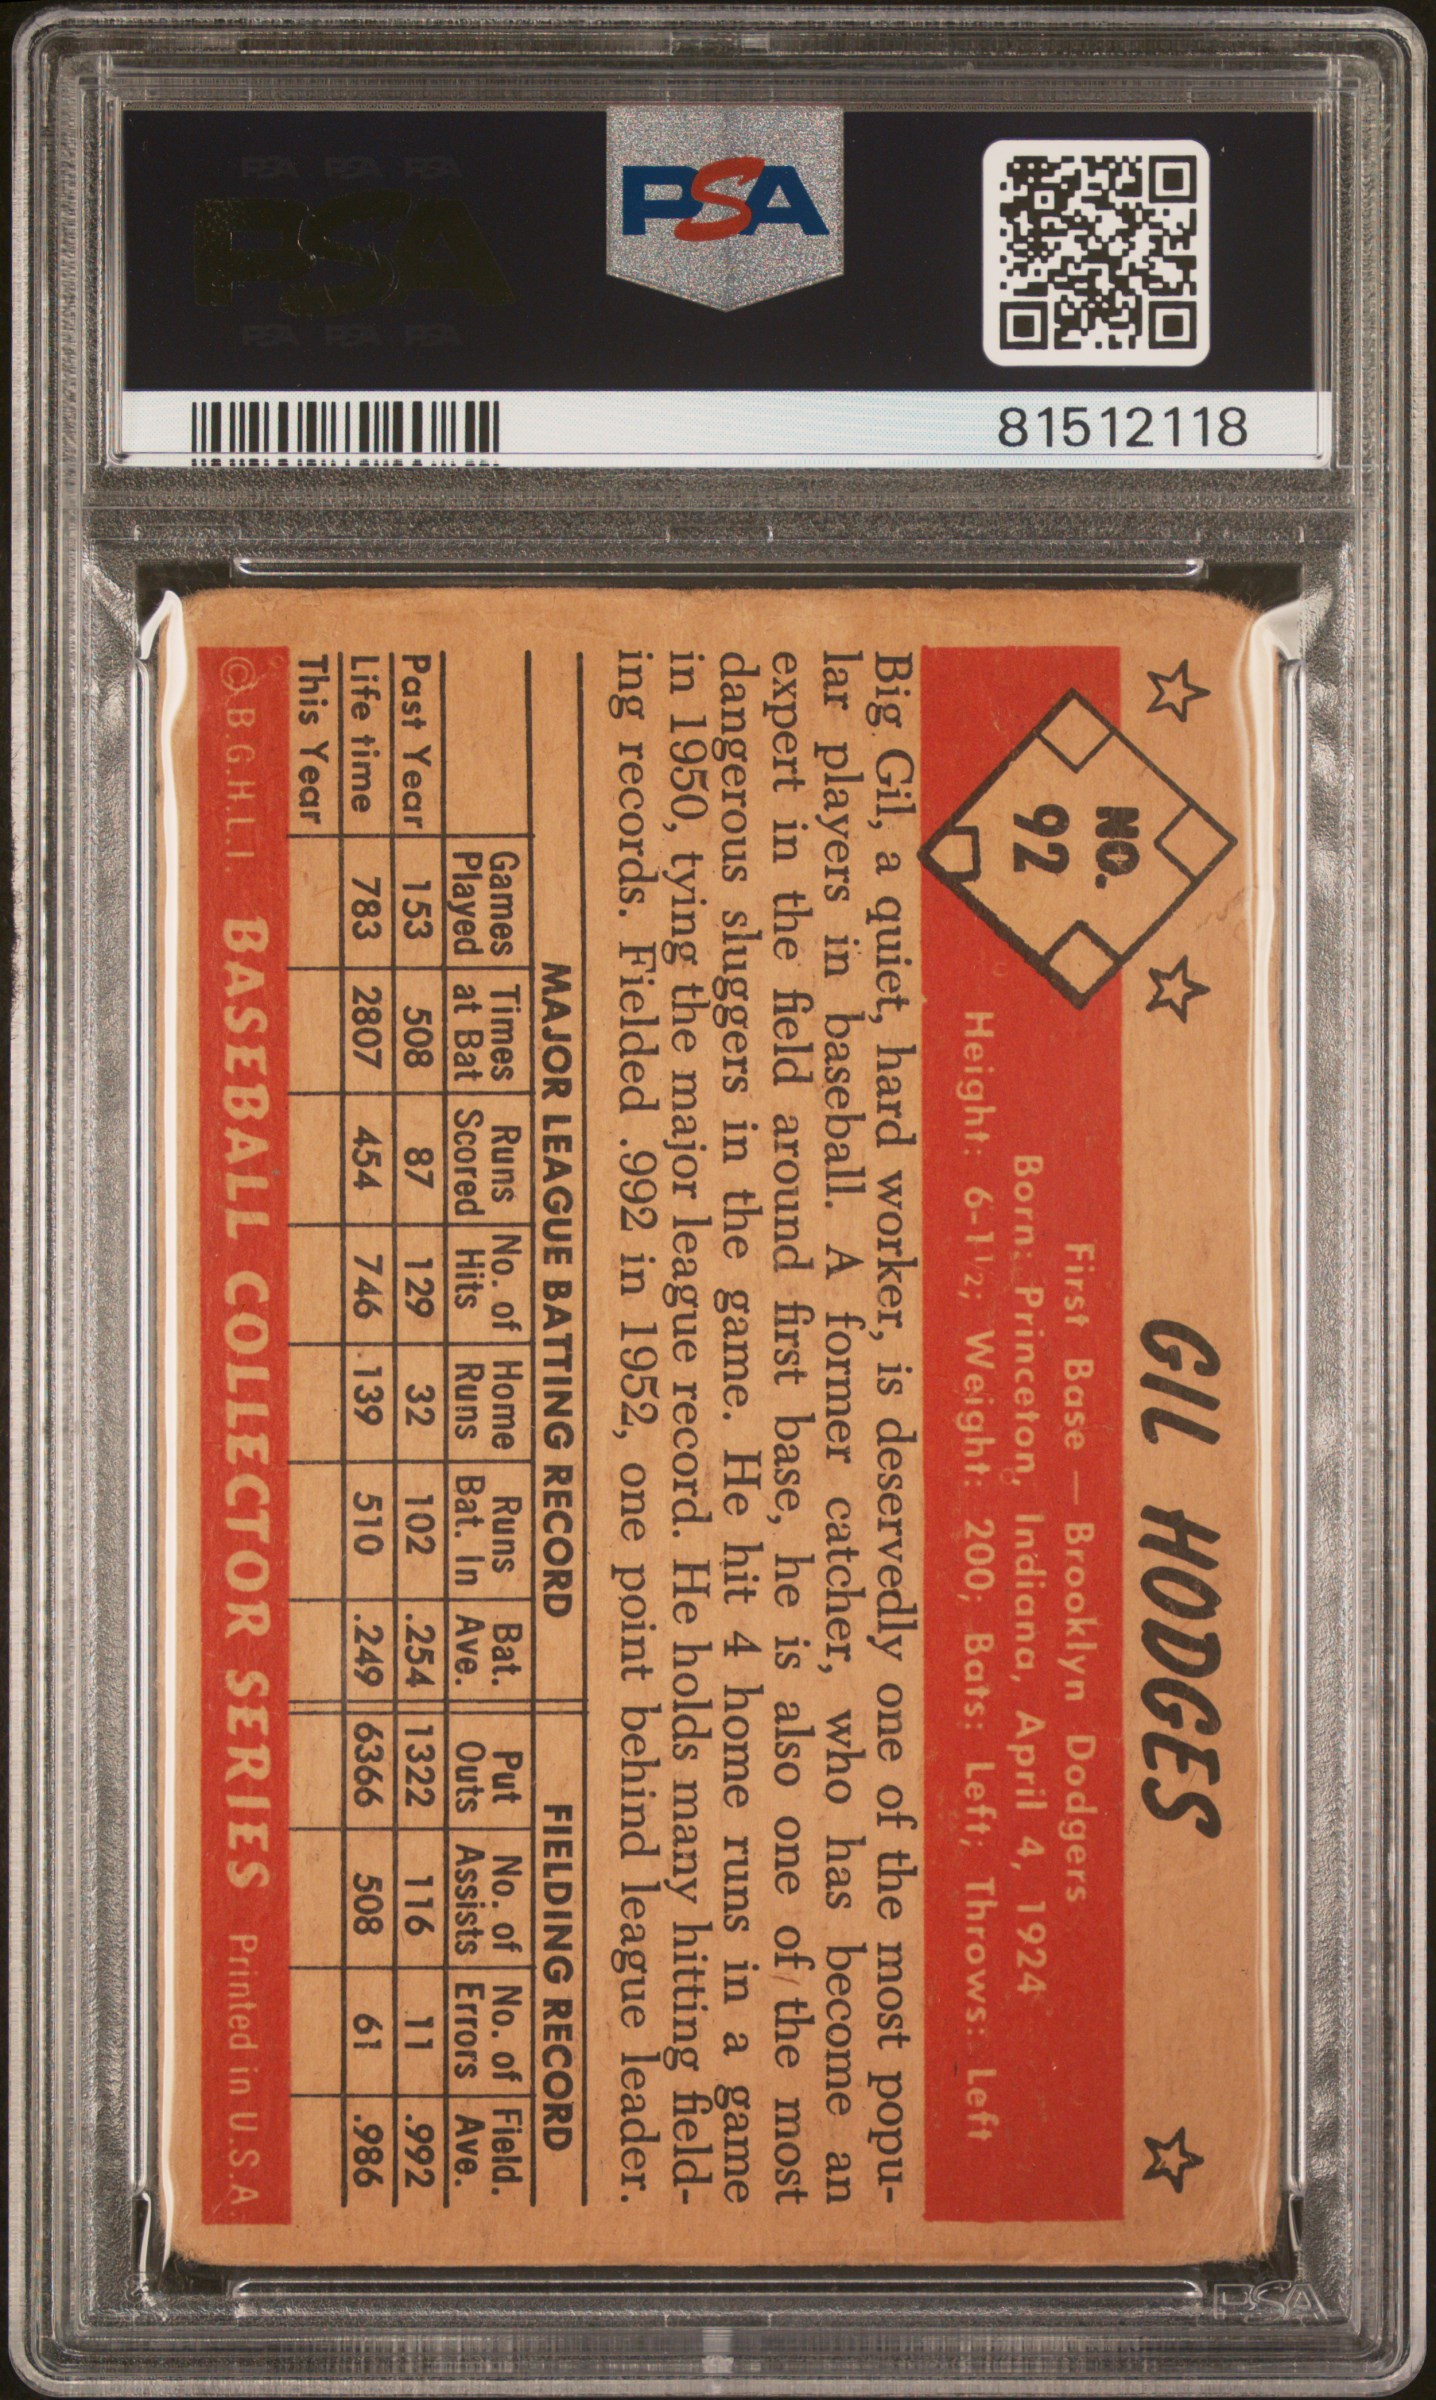 PSA PSA PSA
PSA
PSA PSA PSA
PSA
81512118
GIL HODGES
NO.
92
First Base — Brooklyn Dodgers
Born: Princeton, Indiana, April 4, 1924
Height: 6-1½; Weight: 200; Bats: Left; Throws: Left
Big Gil, a quiet, hard worker, is deservedly one of the most popu-
lar players in baseball. A former catcher, who has become an
expert in the field around first base, he is also one of the most
dangerous sluggers in the game. He hit 4 home runs in a game
in 1950, tying the major league record. He holds many hitting field-
ing records. Fielded .992 in 1952, one point behind league leader.
MAJOR LEAGUE BATTING RECORD FIELDING RECORD
Games Times Runs No. of Home Runs Bat. Put No. of No. of Field.
Played at Bat Scored Hits Runs Bat. In Ave. Outs Assists Errors Ave.
Past Year 153 508 87 129 32 102 .254 1322 116 11 .992
Life time 783 2807 454 746 139 510 .249 6366 508 61 .986
This Year
© B.G.H.L.I. BASEBALL COLLECTOR SERIES Printed in U.S.A.
PSA